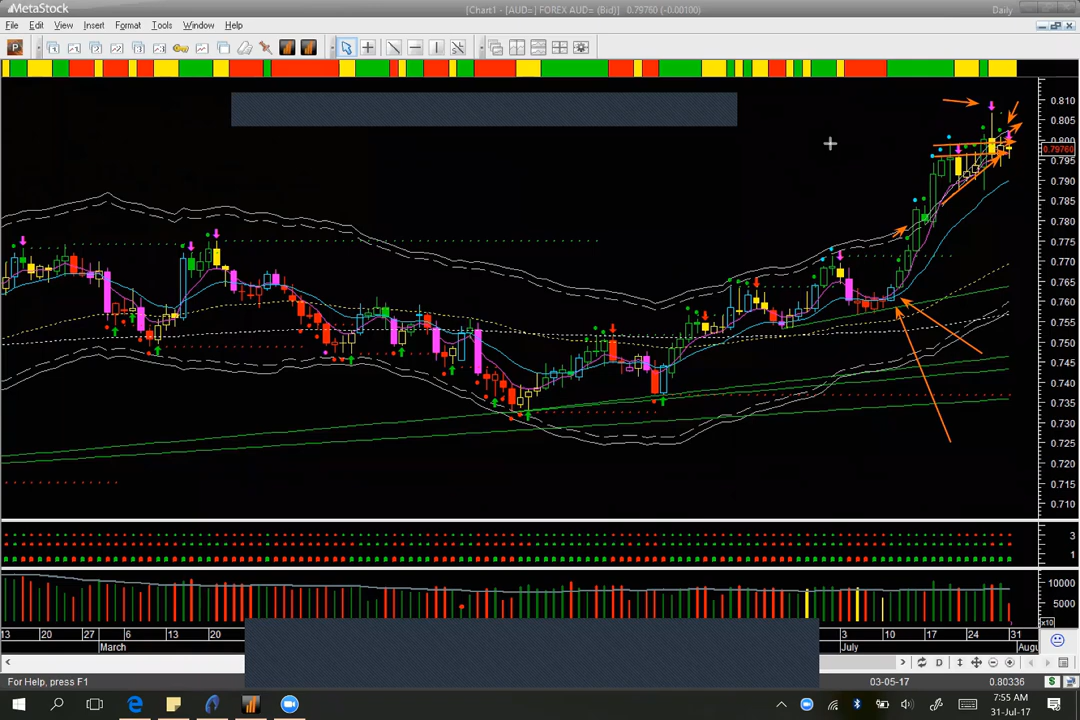 MetaStock
[Chart1 - [AUD= ] FOREX AUD= (Bid)] 0.79760 (-0.00100)
Daily
File Edit View Insert Format Tools Window Help
0.810
0.805
0.800
0.79760
0.795
0.790
0.785
0.780
0.775
0.770
0.765
0.760
0.755
0.750
0.745
0.740
0.735
0.730
0.725
0.720
0.715
0.710
3
1
10000
5000
x10
13 20 27 6 13 20 3 10 17 24 31
March July Augu
D
For Help, press F1 03-05-17 0.80336
7:55 AM
31-Jul-17